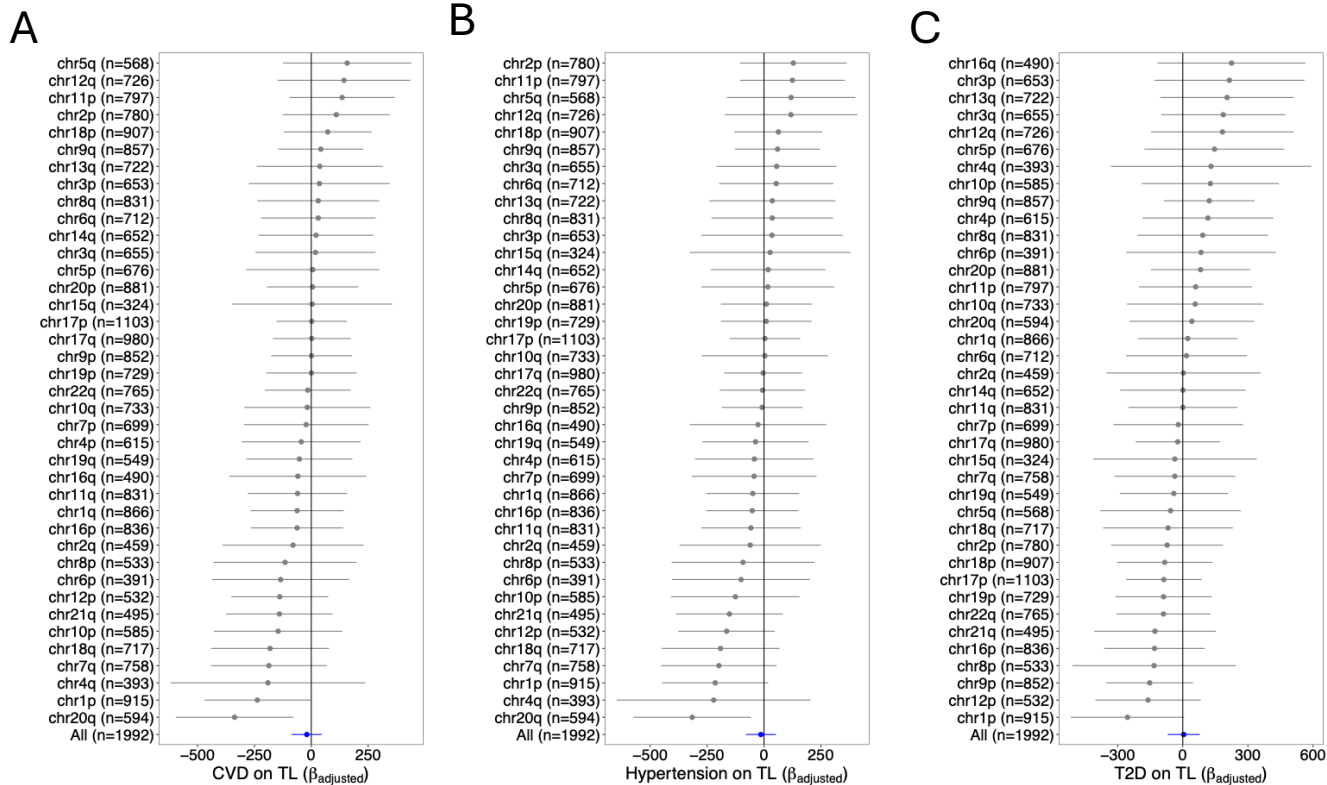 A
chr5q (n=568)
chr12q (n=726)
chr11p (n=797)
chr2p (n=780)
chr18p (n=907)
chr9q (n=857)
chr13q (n=722)
chr3p (n=653)
chr8q (n=831)
chr6q (n=712)
chr14q (n=652)
chr3q (n=655)
chr5p (n=676)
chr20p (n=881)
chr15q (n=324)
chr17p (n=1103)
chr17q (n=980)
chr9p (n=852)
chr19p (n=729)
chr22q (n=765)
chr10q (n=733)
chr7p (n=699)
chr4p (n=615)
chr19q (n=549)
chr16q (n=490)
chr11q (n=831)
chr1q (n=866)
chr16p (n=836)
chr2q (n=459)
chr8p (n=533)
chr6p (n=391)
chr12p (n=532)
chr21q (n=495)
chr10p (n=585)
chr18q (n=717)
chr7q (n=758)
chr4q (n=393)
chr1p (n=915)
chr20q (n=594)
All (n=1992)
−500 −250 0 250
CVD on TL (βadjusted)
B
chr2p (n=780)
chr11p (n=797)
chr5q (n=568)
chr12q (n=726)
chr18p (n=907)
chr9q (n=857)
chr3q (n=655)
chr6q (n=712)
chr13q (n=722)
chr8q (n=831)
chr3p (n=653)
chr15q (n=324)
chr14q (n=652)
chr5p (n=676)
chr20p (n=881)
chr19p (n=729)
chr17p (n=1103)
chr10q (n=733)
chr17q (n=980)
chr22q (n=765)
chr9p (n=852)
chr16q (n=490)
chr19q (n=549)
chr4p (n=615)
chr7p (n=699)
chr1q (n=866)
chr16p (n=836)
chr11q (n=831)
chr2q (n=459)
chr8p (n=533)
chr6p (n=391)
chr10p (n=585)
chr21q (n=495)
chr12p (n=532)
chr18q (n=717)
chr7q (n=758)
chr1p (n=915)
chr4q (n=393)
chr20q (n=594)
All (n=1992)
−500 −250 0 250
Hypertension on TL (βadjusted)
C
chr16q (n=490)
chr3p (n=653)
chr13q (n=722)
chr3q (n=655)
chr12q (n=726)
chr5p (n=676)
chr4q (n=393)
chr10p (n=585)
chr9q (n=857)
chr4p (n=615)
chr8q (n=831)
chr6p (n=391)
chr20p (n=881)
chr11p (n=797)
chr10q (n=733)
chr20q (n=594)
chr1q (n=866)
chr6q (n=712)
chr2q (n=459)
chr14q (n=652)
chr11q (n=831)
chr7p (n=699)
chr17q (n=980)
chr15q (n=324)
chr7q (n=758)
chr19q (n=549)
chr5q (n=568)
chr18q (n=717)
chr2p (n=780)
chr18p (n=907)
chr17p (n=1103)
chr19p (n=729)
chr22q (n=765)
chr21q (n=495)
chr16p (n=836)
chr8p (n=533)
chr9p (n=852)
chr12p (n=532)
chr1p (n=915)
All (n=1992)
−300 0 300 600
T2D on TL (βadjusted)